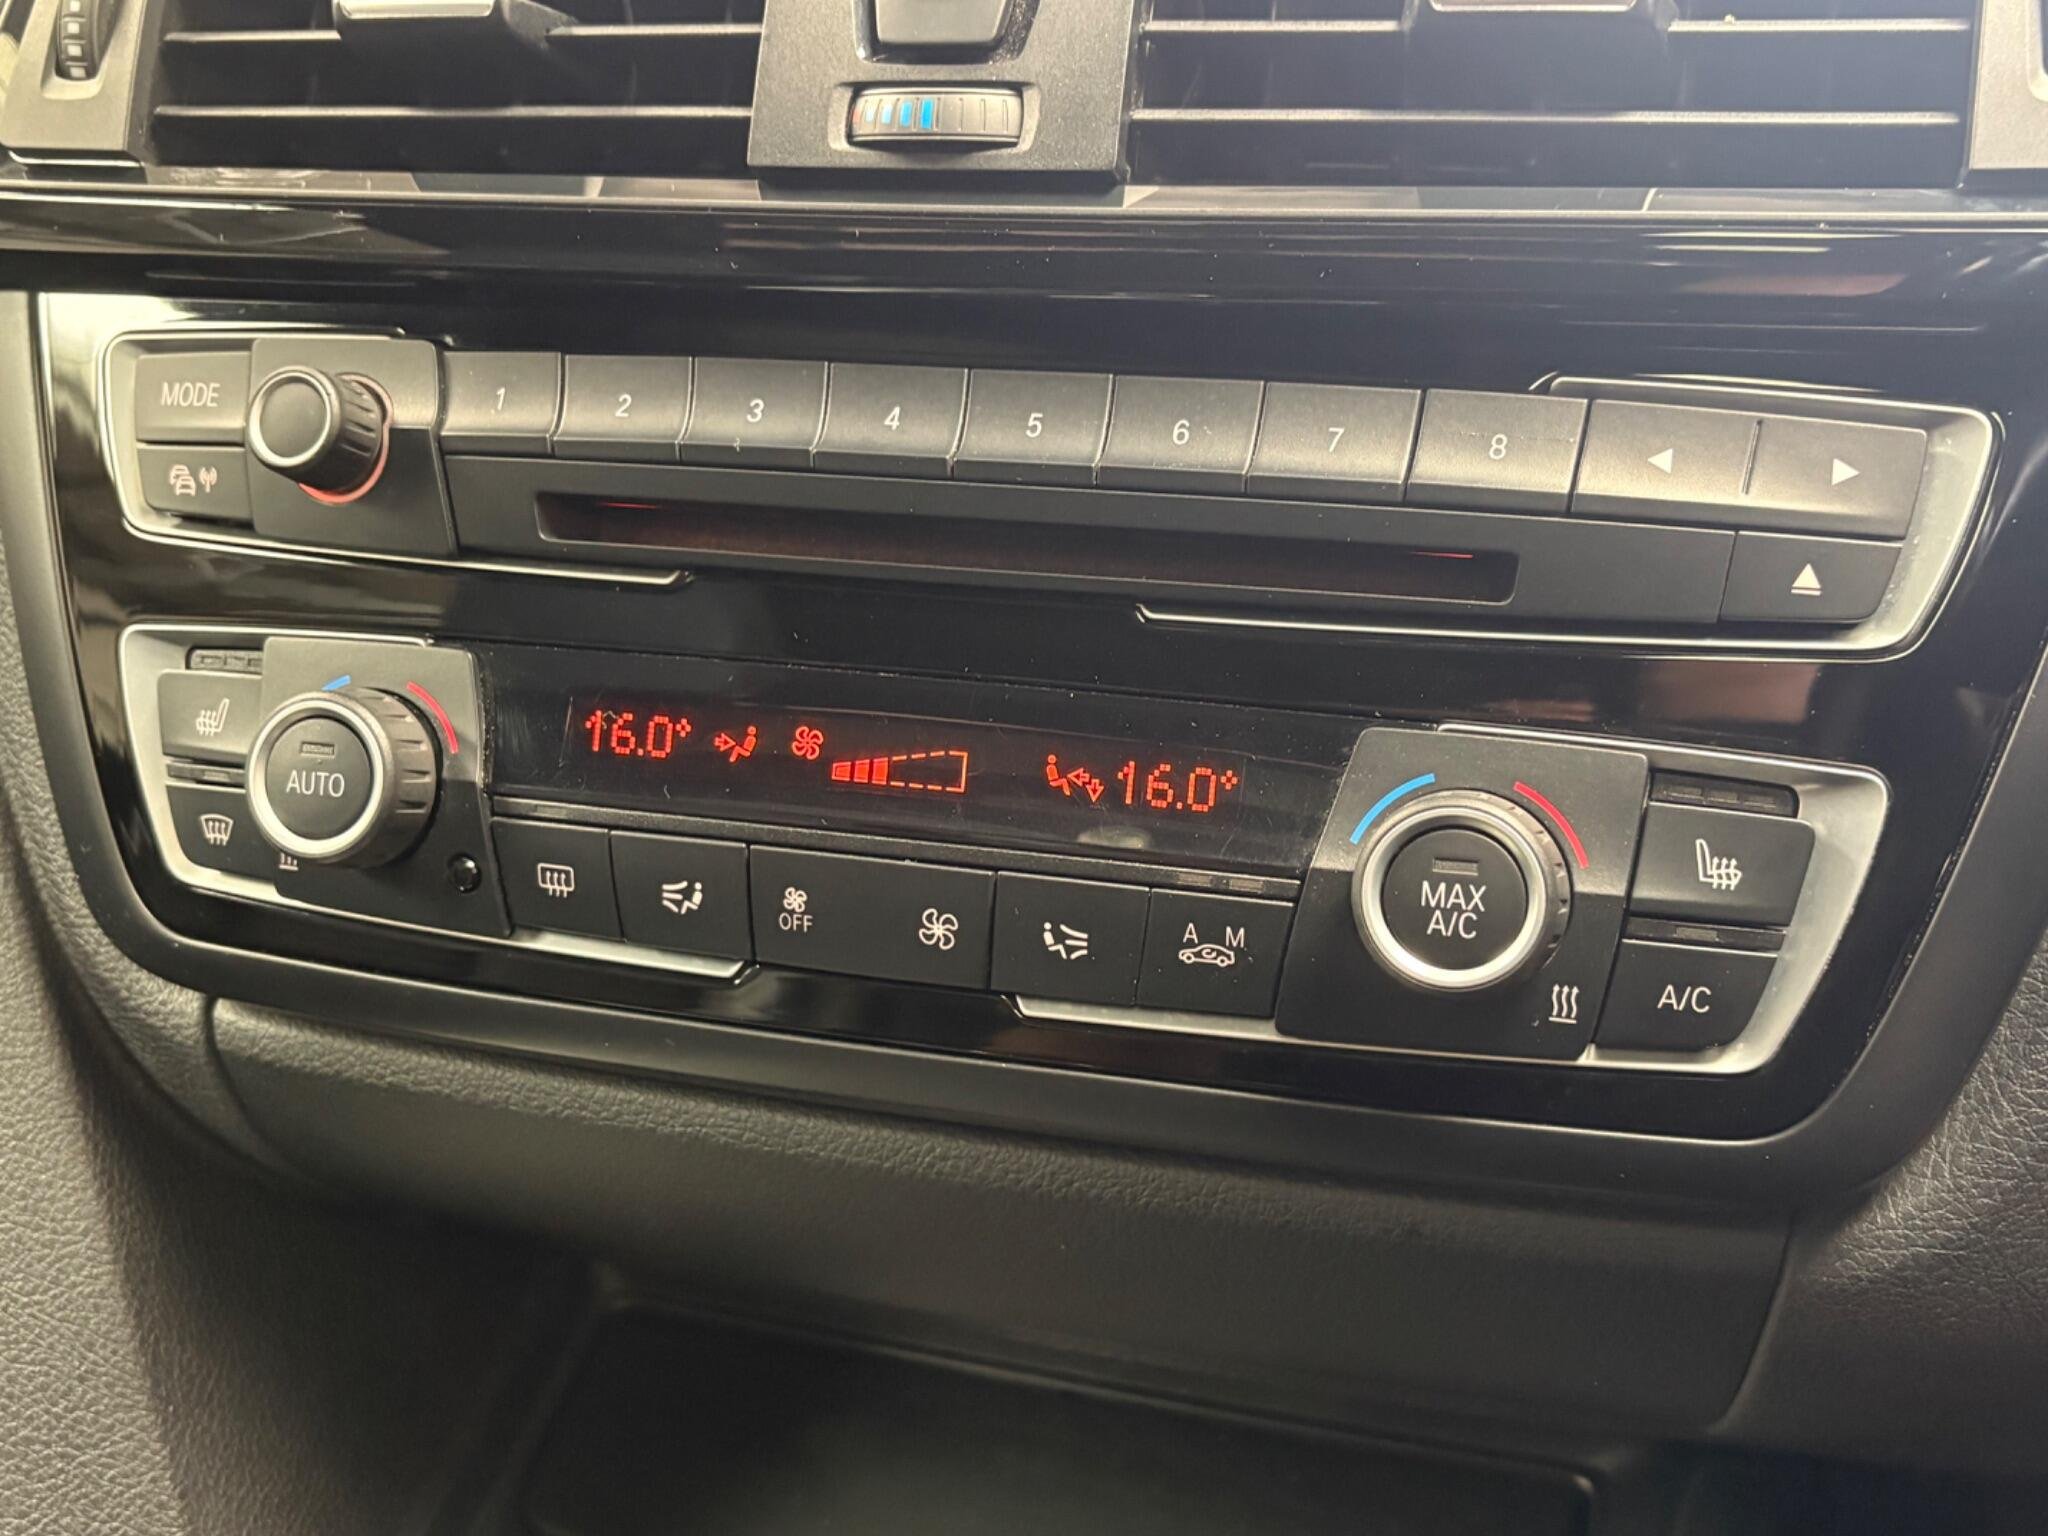 MODE
1 2 3 4 5 6 7 8
16.0° 16.0°
AUTO
MAX
A/C
OFF
A M
A/C